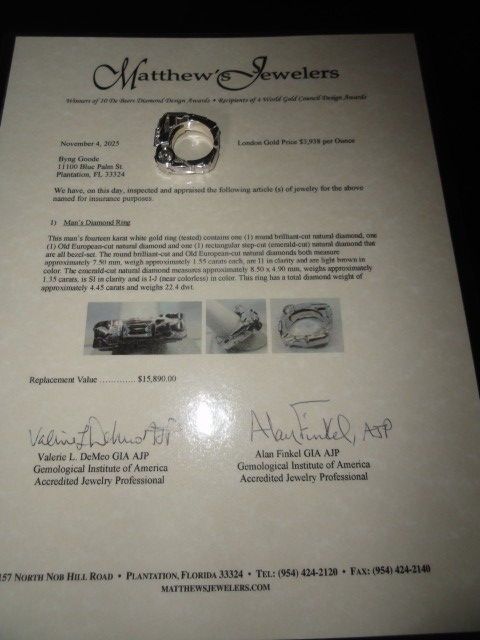 Matthew's Jewelers
Winners of 10 De Beers Diamond Design Awards • Recipients of a World Gold Council Design Awards
November 4, 2025 London Gold Price $3,938 per Ounce
Byng Goode
11100 Blue Palm St.
Plantation, FL 33324
We have, on this day, inspected and appraised the following article (s) of jewelry for the above
named for insurance purposes.
1) Man's Diamond Ring
This man's fourteen karat white gold ring (tested) contains one (1) round brilliant-cut natural diamond, one
(1) Old European-cut natural diamond and one (1) rectangular step-cut (emerald-cut) natural diamond that
are all bezel-set. The round brilliant-cut and Old European-cut natural diamonds both measure
approximately 7.50 mm, weigh approximately 1.55 carats each, are I1 in clarity and are light brown in
color. The emerald-cut natural diamond measures approximately 8.50 x 4.90 mm, weighs approximately
1.35 carats, is SI in clarity and is I-J (near colorless) in color. This ring has a total diamond weight of
approximately 4.45 carats and weighs 22.4 dwt.
Replacement Value ............ $15,890.00
Valerie L. DeMeo GIA AJP
Gemological Institute of America
Accredited Jewelry Professional
Alan Finkel, AJP
Alan Finkel GIA AJP
Gemological Institute of America
Accredited Jewelry Professional
157 North Nob Hill Road • Plantation, Florida 33324 • Tel: (954) 424-2120 • Fax: (954) 424-2140
matthewsjewelers.com